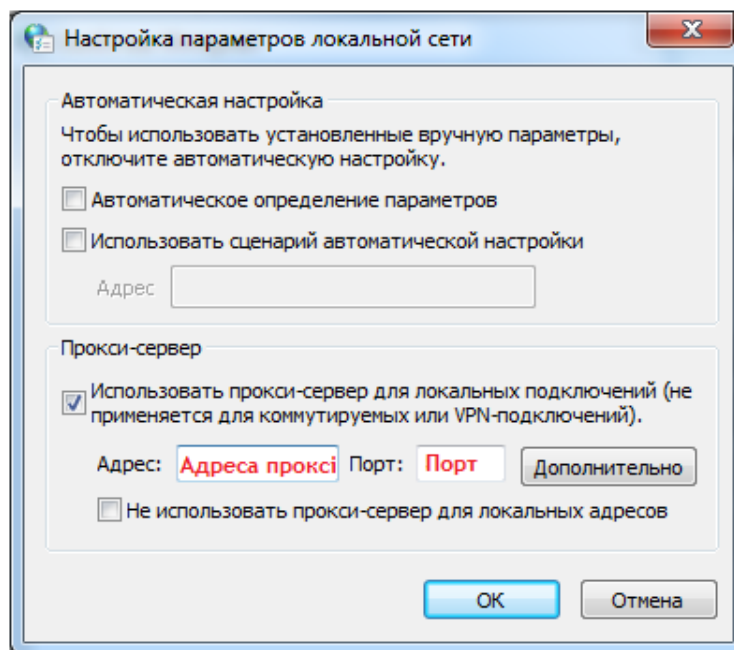 Настройка параметров локальной сети
Автоматическая настройка
Чтобы использовать установленные вручную параметры,
отключите автоматическую настройку.
Автоматическое определение параметров
Использовать сценарий автоматической настройки
Адрес
Прокси-сервер
Использовать прокси-сервер для локальных подключений (не
применяется для коммутируемых или VPN-подключений).
Адрес: Адреса проксі Порт: Порт Дополнительно
Не использовать прокси-сервер для локальных адресов
ОК Отмена